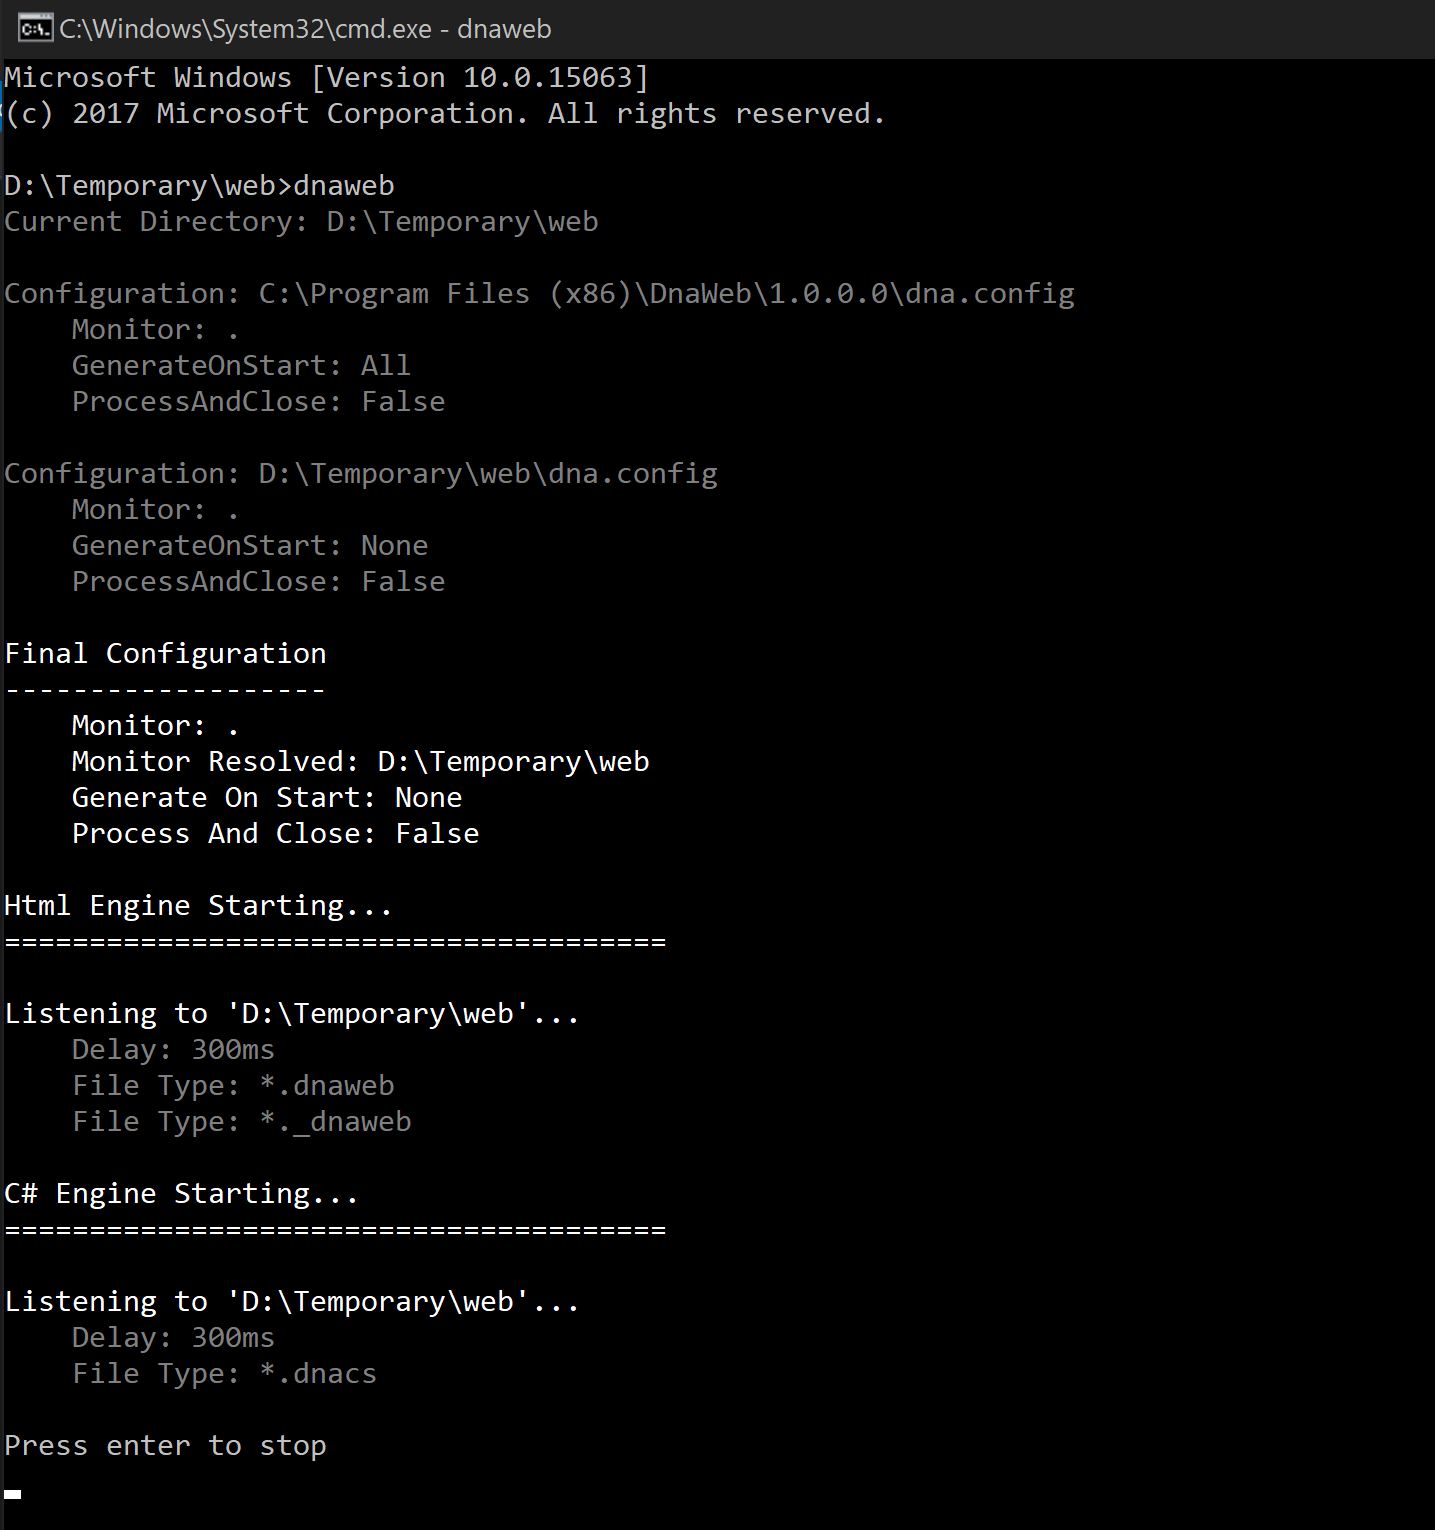 C:\Windows\System32\cmd.exe - dnaweb
Microsoft Windows [Version 10.0.15063]
(c) 2017 Microsoft Corporation. All rights reserved.
D:\Temporary\web>dnaweb
Current Directory: D:\Temporary\web
Configuration: C:\Program Files (x86)\DnaWeb\1.0.0.0\dna.config
    Monitor: .
    GenerateOnStart: All
    ProcessAndClose: False
Configuration: D:\Temporary\web\dna.config
    Monitor: .
    GenerateOnStart: None
    ProcessAndClose: False
Final Configuration
-------------------
    Monitor: .
    Monitor Resolved: D:\Temporary\web
    Generate On Start: None
    Process And Close: False
Html Engine Starting...
=======================================
Listening to 'D:\Temporary\web'...
    Delay: 300ms
    File Type: *.dnaweb
    File Type: *._dnaweb
C# Engine Starting...
=======================================
Listening to 'D:\Temporary\web'...
    Delay: 300ms
    File Type: *.dnacs
Press enter to stop